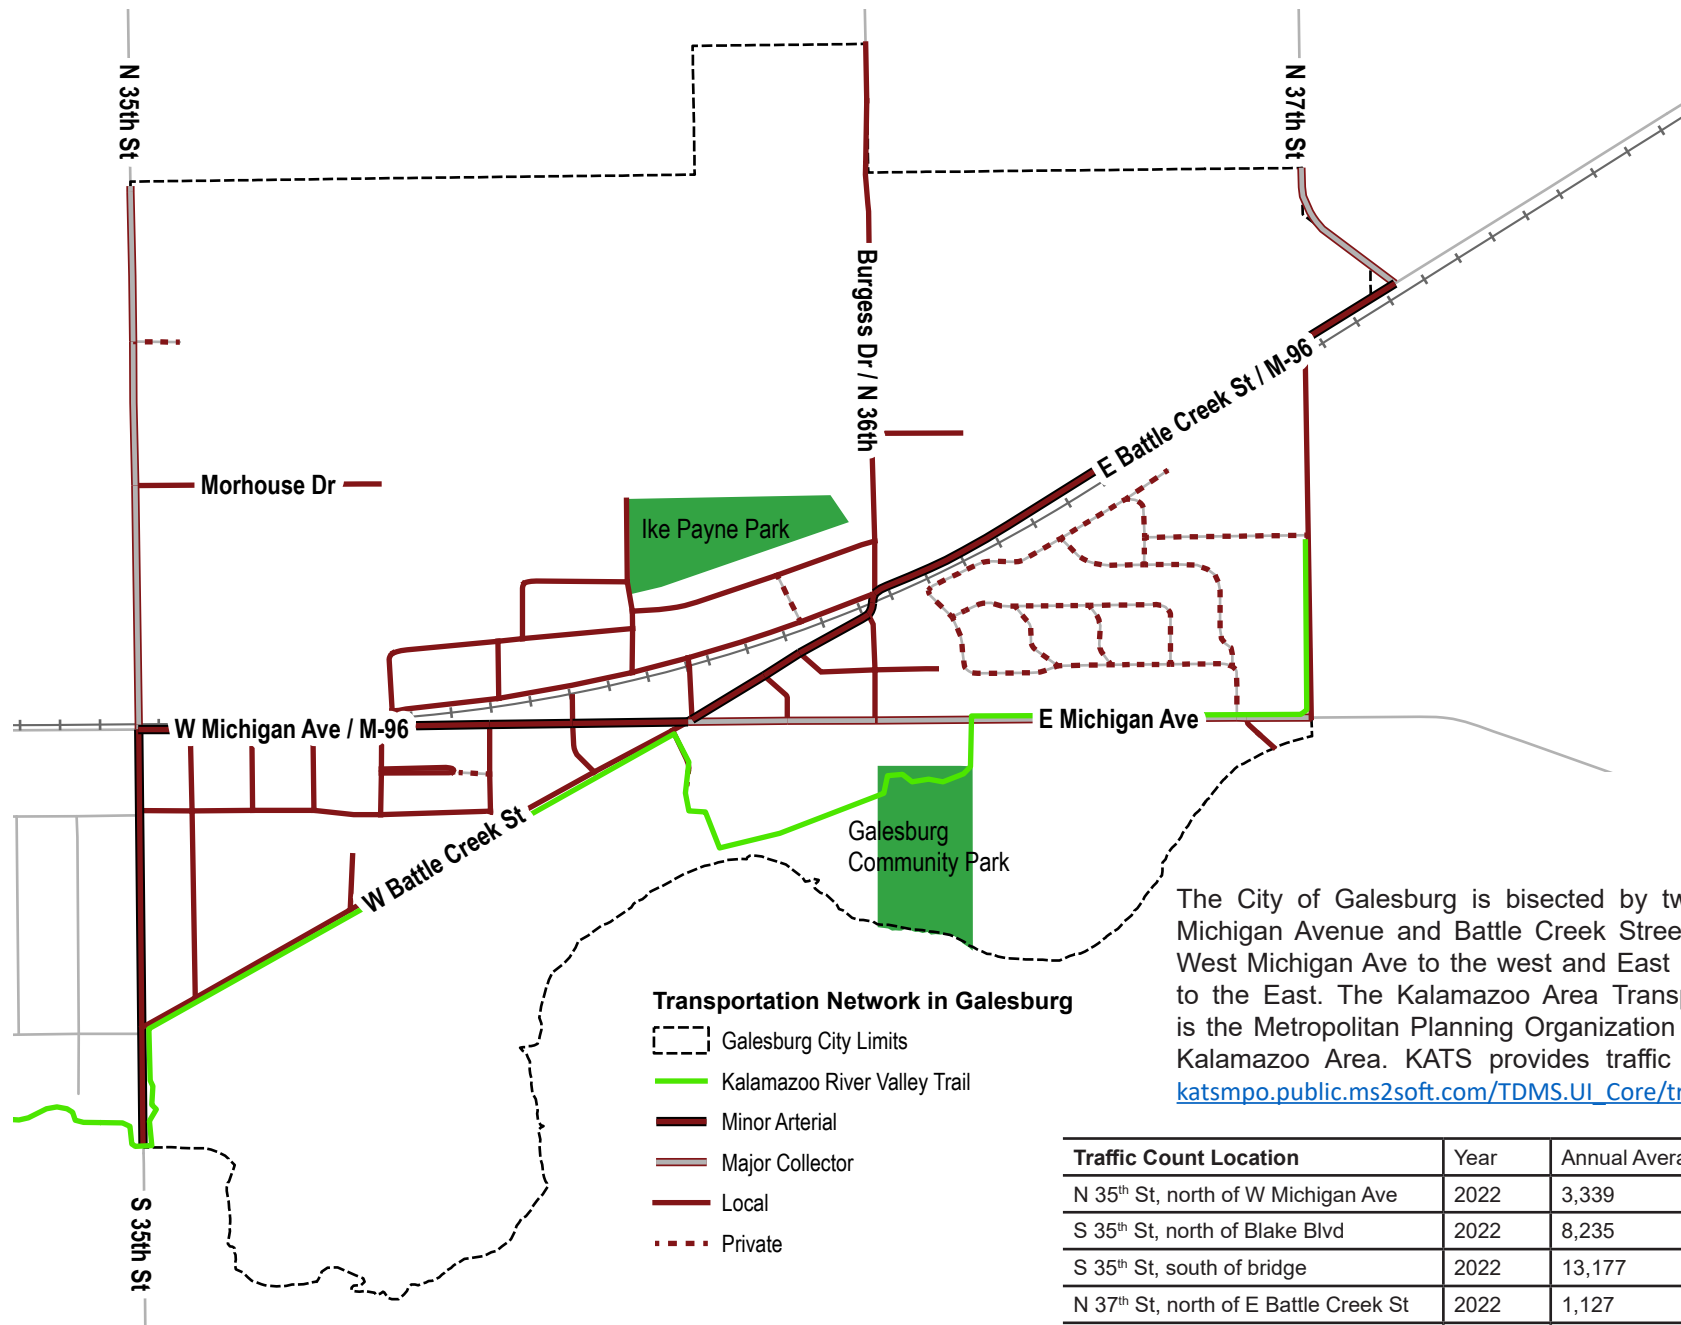 N 35th St
N 37th St
Burgess Dr / N 36th
E Battle Creek St / M-96
Morhouse Dr
Ike Payne Park
W Michigan Ave / M-96
E Michigan Ave
W Battle Creek St
Galesburg
Community Park
S 35th St
Transportation Network in Galesburg
Galesburg City Limits
Kalamazoo River Valley Trail
Minor Arterial
Major Collector
Local
Private
The City of Galesburg is bisected by tw
Michigan Avenue and Battle Creek Stree
West Michigan Ave to the west and East
to the East. The Kalamazoo Area Transp
is the Metropolitan Planning Organization
Kalamazoo Area. KATS provides traffic
katsmpo.public.ms2soft.com/TDMS.UI_Core/tr
Traffic Count Location Year Annual Avera
N 35th St, north of W Michigan Ave 2022 3,339
S 35th St, north of Blake Blvd 2022 8,235
S 35th St, south of bridge 2022 13,177
N 37th St, north of E Battle Creek St 2022 1,127